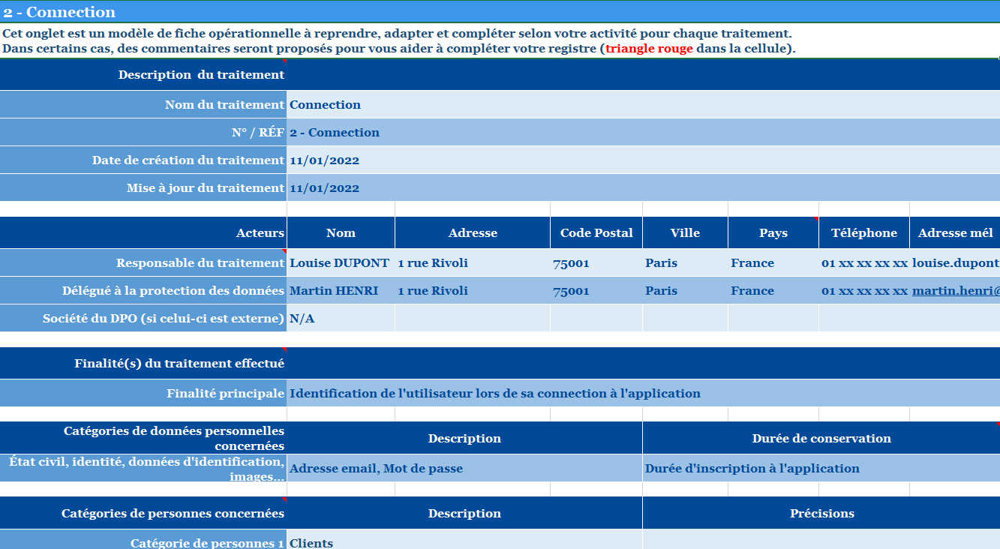 2 - Connection
Cet onglet est un modèle de fiche opérationnelle à reprendre, adapter et compléter selon votre activité pour chaque traitement.
Dans certains cas, des commentaires seront proposés pour vous aider à compléter votre registre (triangle rouge dans la cellule).
Description du traitement
Nom du traitement Connection
N° / RÉF 2 - Connection
Date de création du traitement 11/01/2022
Mise à jour du traitement 11/01/2022
Acteurs Nom Adresse Code Postal Ville Pays Téléphone Adresse mél
Responsable du traitement Louise DUPONT 1 rue Rivoli 75001 Paris France 01 xx xx xx xx louise.dupont
Délégué à la protection des données Martin HENRI 1 rue Rivoli 75001 Paris France 01 xx xx xx xx martin.henri@
Société du DPO (si celui-ci est externe) N/A
Finalité(s) du traitement effectué
Finalité principale Identification de l'utilisateur lors de sa connection à l'application
Catégories de données personnelles
concernées Description Durée de conservation
État civil, identité, données d'identification,
images... Adresse email, Mot de passe Durée d'inscription à l'application
Catégories de personnes concernées Description Précisions
Catégorie de personnes 1 Clients